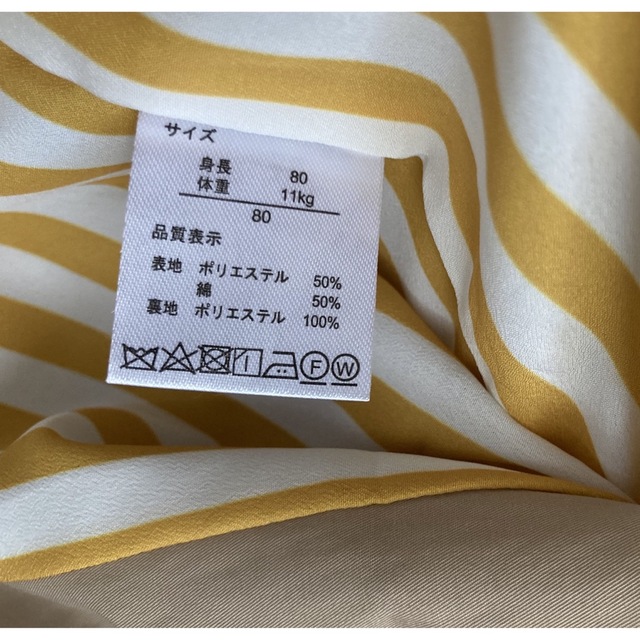 サイズ
身長 80
体重 11kg
80
品質表示
表地 ポリエステル 50%
綿 50%
裏地 ポリエステル 100%
F W